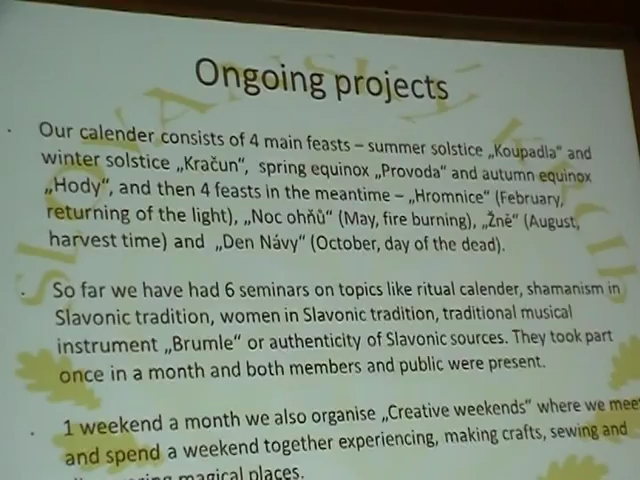 Ongoing projects
Our calender consists of 4 main feasts – summer solstice „Koupadla" and
winter solstice „Kračun", spring equinox „Provoda" and autumn equinox
„Hody", and then 4 feasts in the meantime – „Hromnice" (February,
returning of the light), „Noc ohňů" (May, fire burning), „Žně" (August,
harvest time) and „Den Návy" (October, day of the dead).
So far we have had 6 seminars on topics like ritual calender, shamanism in
Slavonic tradition, women in Slavonic tradition, traditional musical
instrument „Brumle" or authenticity of Slavonic sources. They took part
once in a month and both members and public were present.
1 weekend a month we also organise „Creative weekends" where we mee
and spend a weekend together experiencing, making crafts, sewing and
magical places.